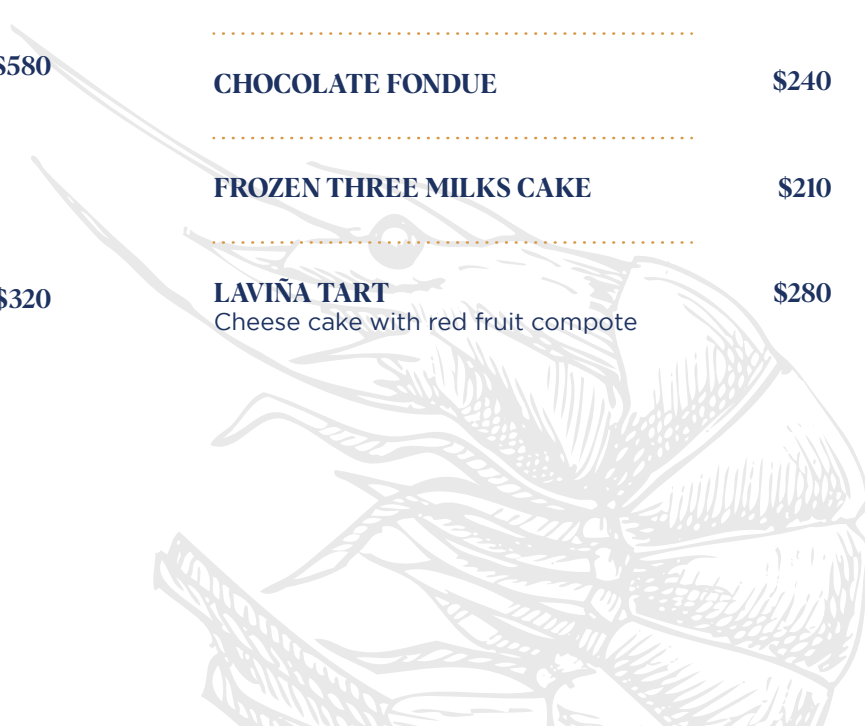 $580
CHOCOLATE FONDUE $240
FROZEN THREE MILKS CAKE $210
$320
LAVIÑA TART $280
Cheese cake with red fruit compote